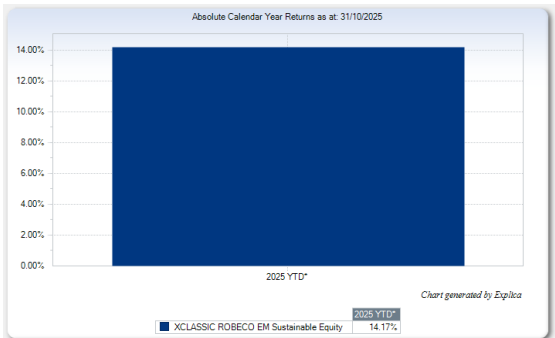 Absolute Calendar Year Returns as at: 31/10/2025
14.00%
12.00%
10.00%
8.00%
6.00%
4.00%
2.00%
0.00%
2025 YTD*
Chart generated by Explica
2025 YTD*
XCLASSIC ROBECO EM Sustainable Equity 14.17%